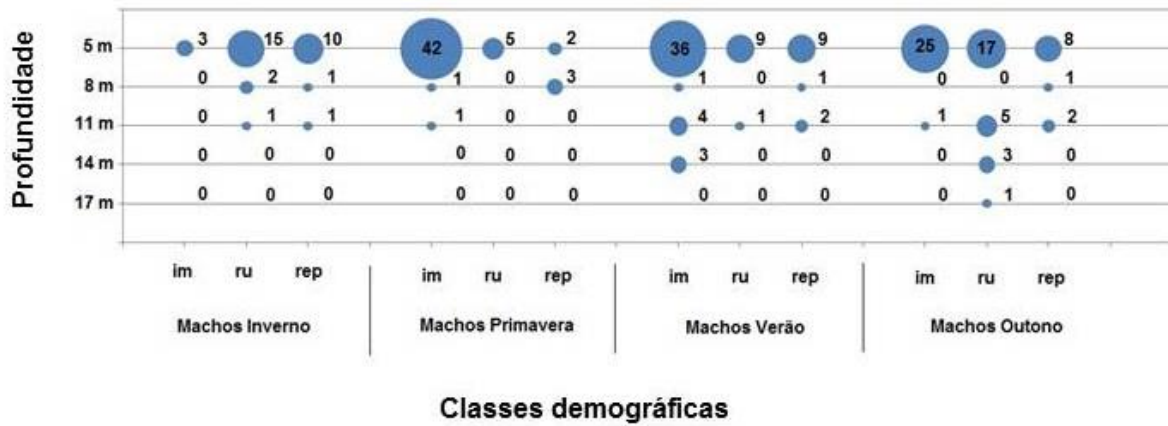 Profundidade
5 m 3 15 10 42 5 2 36 9 9 25 17 8
8 m 0 2 1 1 0 3 1 0 1 0 0 1
11 m 0 1 1 1 0 0 4 1 2 1 5 2
14 m 0 0 0 0 0 0 3 0 0 0 3 0
17 m 0 0 0 0 0 0 0 0 0 0 1 0
im ru rep im ru rep im ru rep im ru rep
Machos Inverno Machos Primavera Machos Verão Machos Outono
Classes demográficas